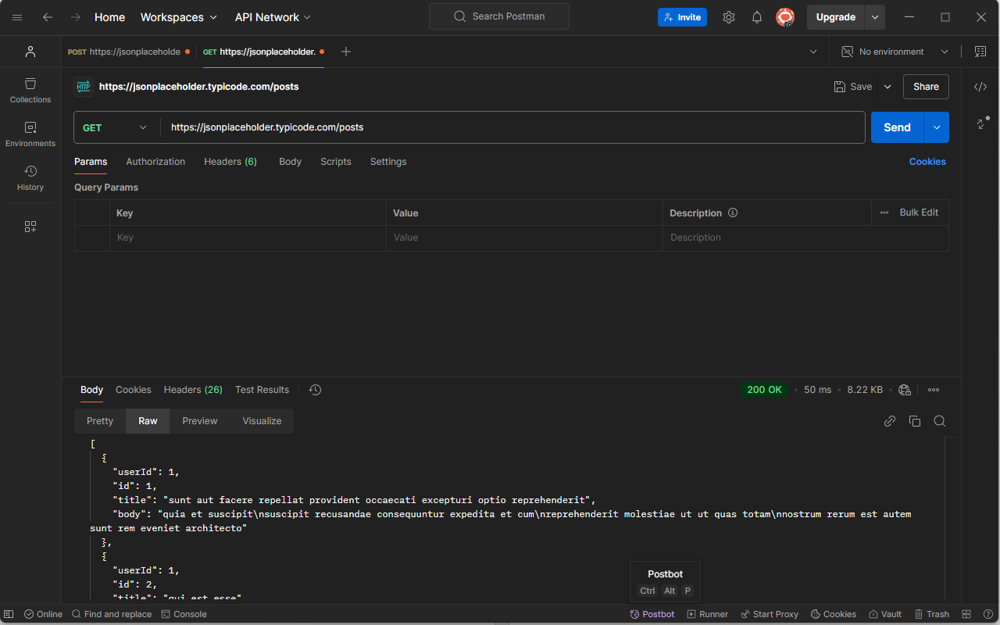 Home Workspaces API Network Search Postman Invite Upgrade
POST https://jsonplaceholde GET https://jsonplaceholder. No environment
HTTP https://jsonplaceholder.typicode.com/posts Save Share
Collections
GET https://jsonplaceholder.typicode.com/posts Send
Environments
Params Authorization Headers (6) Body Scripts Settings Cookies
History
Query Params
Key Value Description Bulk Edit
Key Value Description
Body Cookies Headers (26) Test Results 200 OK 50 ms 8.22 KB
Pretty Raw Preview Visualize
[
{
"userId": 1,
"id": 1,
"title": "sunt aut facere repellat provident occaecati excepturi optio reprehenderit",
"body": "quia et suscipit\nsuscipit recusandae consequuntur expedita et cum\nreprehenderit molestiae ut ut quas totam\nnostrum rerum est autem
sunt rem eveniet architecto"
},
{
"userId": 1,
"id": 2,
"title": "qui est esse"
Postbot
Ctrl Alt P
Online Find and replace Console Postbot Runner Start Proxy Cookies Vault Trash